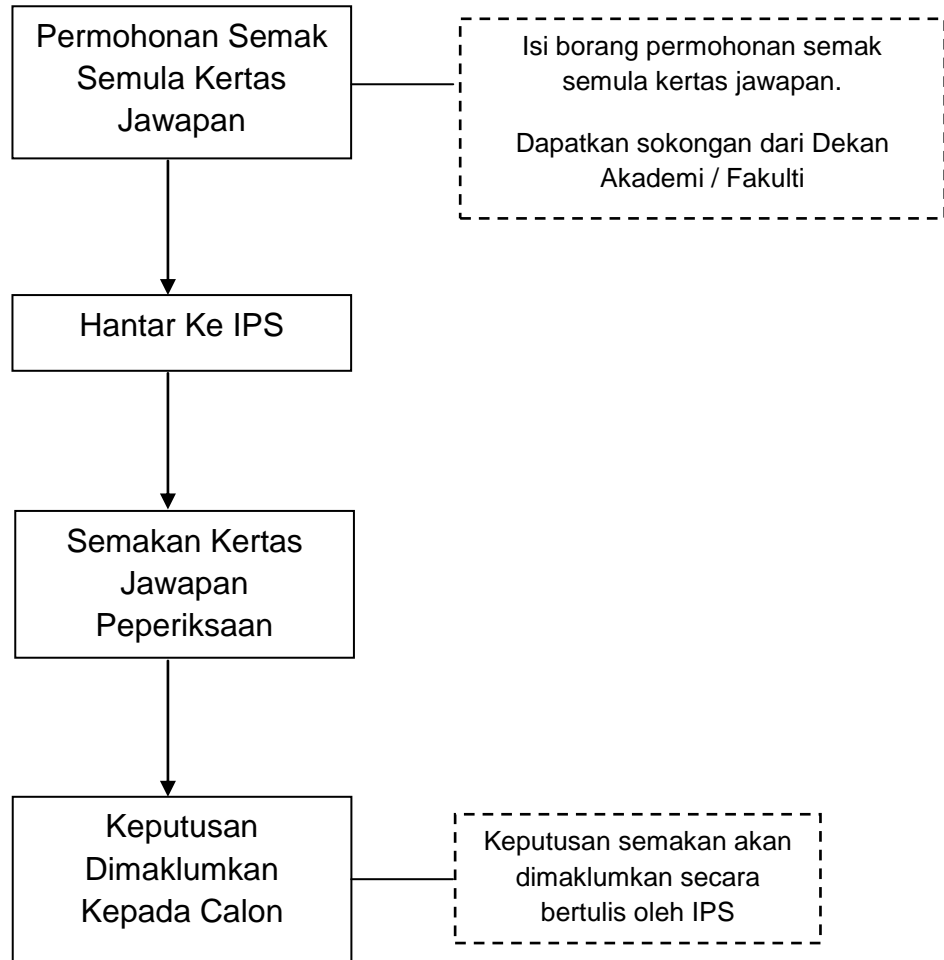 Permohonan Semak
Semula Kertas
Jawapan
Isi borang permohonan semak
semula kertas jawapan.
Dapatkan sokongan dari Dekan
Akademi / Fakulti
Hantar Ke IPS
Semakan Kertas
Jawapan
Peperiksaan
Keputusan
Dimaklumkan
Kepada Calon
Keputusan semakan akan
dimaklumkan secara
bertulis oleh IPS